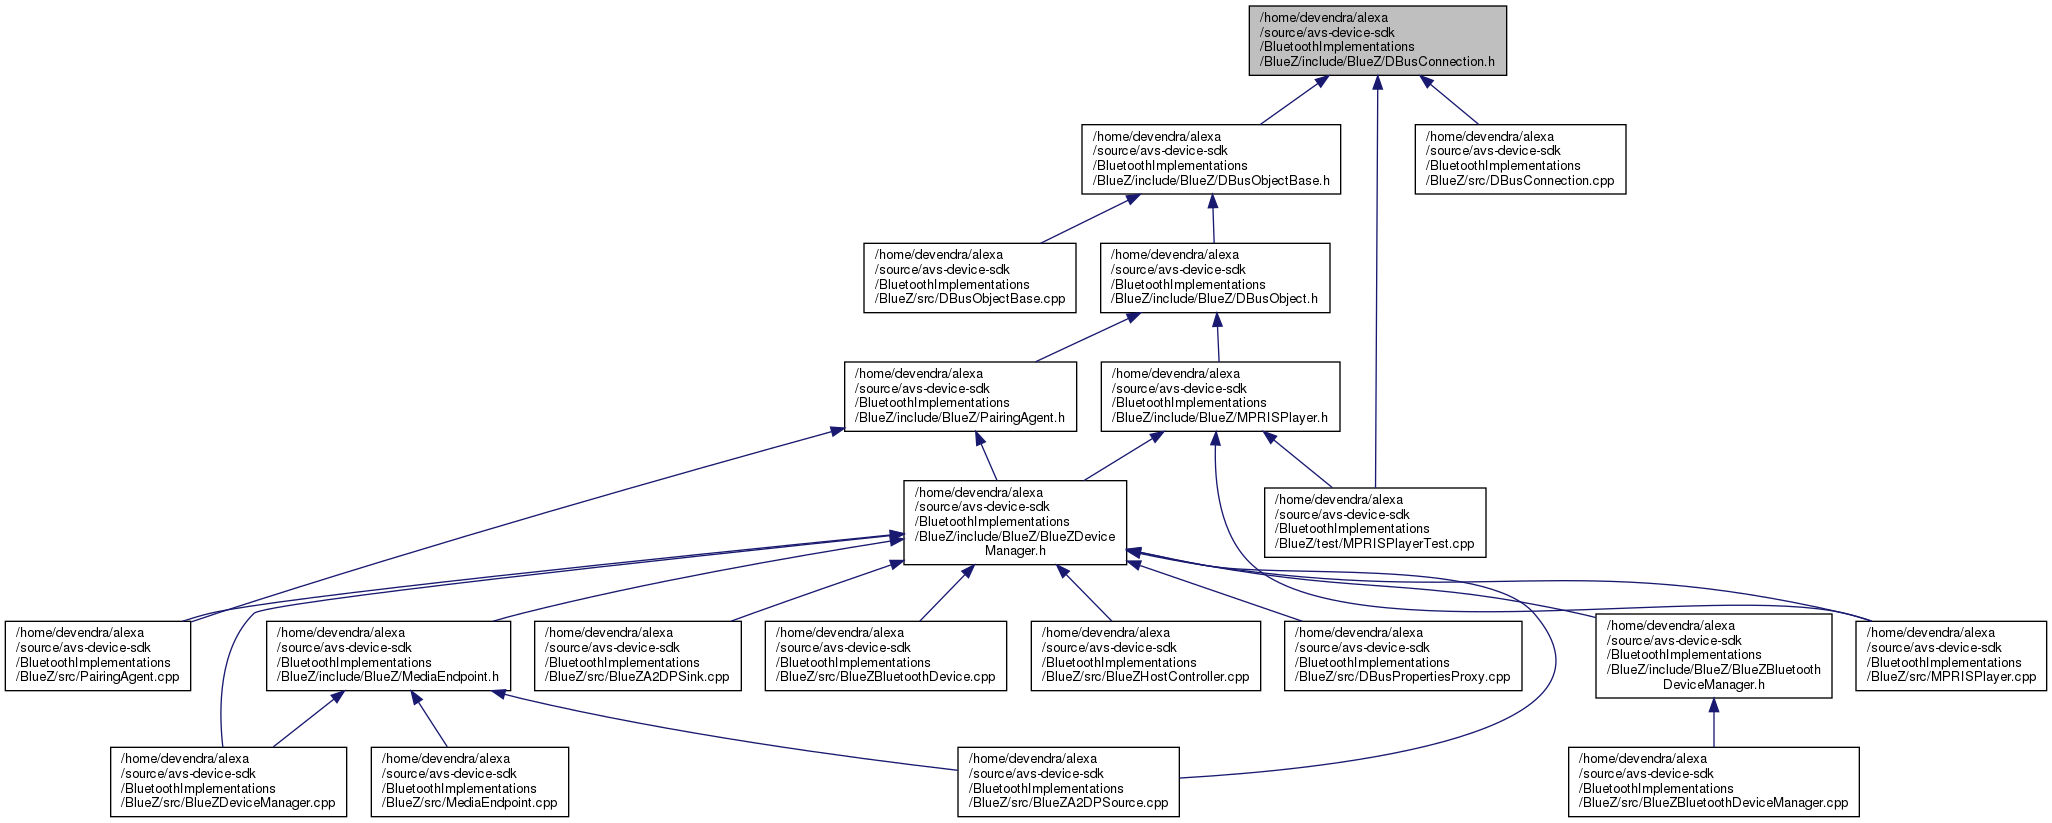 /home/devendra/alexa
/source/avs-device-sdk
/BluetoothImplementations
/BlueZ/include/BlueZ/DBusConnection.h
/home/devendra/alexa
/source/avs-device-sdk
/BluetoothImplementations
/BlueZ/include/BlueZ/DBusObjectBase.h
/home/devendra/alexa
/source/avs-device-sdk
/BluetoothImplementations
/BlueZ/src/DBusConnection.cpp
/home/devendra/alexa
/source/avs-device-sdk
/BluetoothImplementations
/BlueZ/src/DBusObjectBase.cpp
/home/devendra/alexa
/source/avs-device-sdk
/BluetoothImplementations
/BlueZ/include/BlueZ/DBusObject.h
/home/devendra/alexa
/source/avs-device-sdk
/BluetoothImplementations
/BlueZ/include/BlueZ/PairingAgent.h
/home/devendra/alexa
/source/avs-device-sdk
/BluetoothImplementations
/BlueZ/include/BlueZ/MPRISPlayer.h
/home/devendra/alexa
/source/avs-device-sdk
/BluetoothImplementations
/BlueZ/include/BlueZ/BlueZDevice
Manager.h
/home/devendra/alexa
/source/avs-device-sdk
/BluetoothImplementations
/BlueZ/test/MPRISPlayerTest.cpp
/home/devendra/alexa
/source/avs-device-sdk
/BluetoothImplementations
/BlueZ/src/PairingAgent.cpp
/home/devendra/alexa
/source/avs-device-sdk
/BluetoothImplementations
/BlueZ/include/BlueZ/MediaEndpoint.h
/home/devendra/alexa
/source/avs-device-sdk
/BluetoothImplementations
/BlueZ/src/BlueZA2DPSink.cpp
/home/devendra/alexa
/source/avs-device-sdk
/BluetoothImplementations
/BlueZ/src/BlueZBluetoothDevice.cpp
/home/devendra/alexa
/source/avs-device-sdk
/BluetoothImplementations
/BlueZ/src/BlueZHostController.cpp
/home/devendra/alexa
/source/avs-device-sdk
/BluetoothImplementations
/BlueZ/src/DBusPropertiesProxy.cpp
/home/devendra/alexa
/source/avs-device-sdk
/BluetoothImplementations
/BlueZ/include/BlueZ/BlueZBluetooth
DeviceManager.h
/home/devendra/alexa
/source/avs-device-sdk
/BluetoothImplementations
/BlueZ/src/MPRISPlayer.cpp
/home/devendra/alexa
/source/avs-device-sdk
/BluetoothImplementations
/BlueZ/src/BlueZDeviceManager.cpp
/home/devendra/alexa
/source/avs-device-sdk
/BluetoothImplementations
/BlueZ/src/MediaEndpoint.cpp
/home/devendra/alexa
/source/avs-device-sdk
/BluetoothImplementations
/BlueZ/src/BlueZA2DPSource.cpp
/home/devendra/alexa
/source/avs-device-sdk
/BluetoothImplementations
/BlueZ/src/BlueZBluetoothDeviceManager.cpp